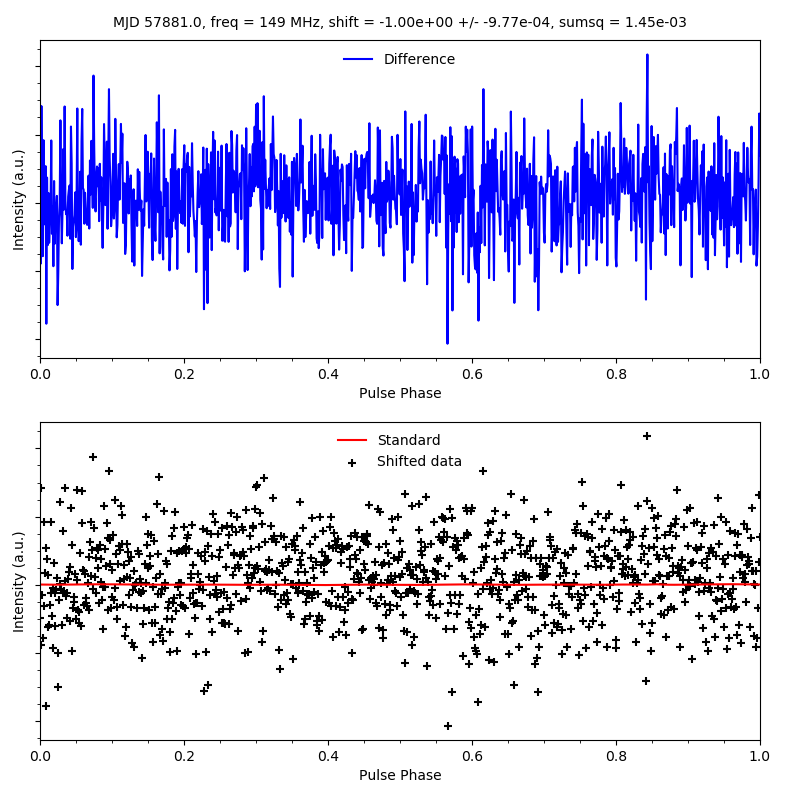 MJD 57881.0, freq = 149 MHz, shift = -1.00e+00 +/- -9.77e-04, sumsq = 1.45e-03
Difference
Intensity (a.u.)
0.0 0.2 0.4 0.6 0.8 1.0
Pulse Phase
Standard
Shifted data
Intensity (a.u.)
0.0 0.2 0.4 0.6 0.8 1.0
Pulse Phase